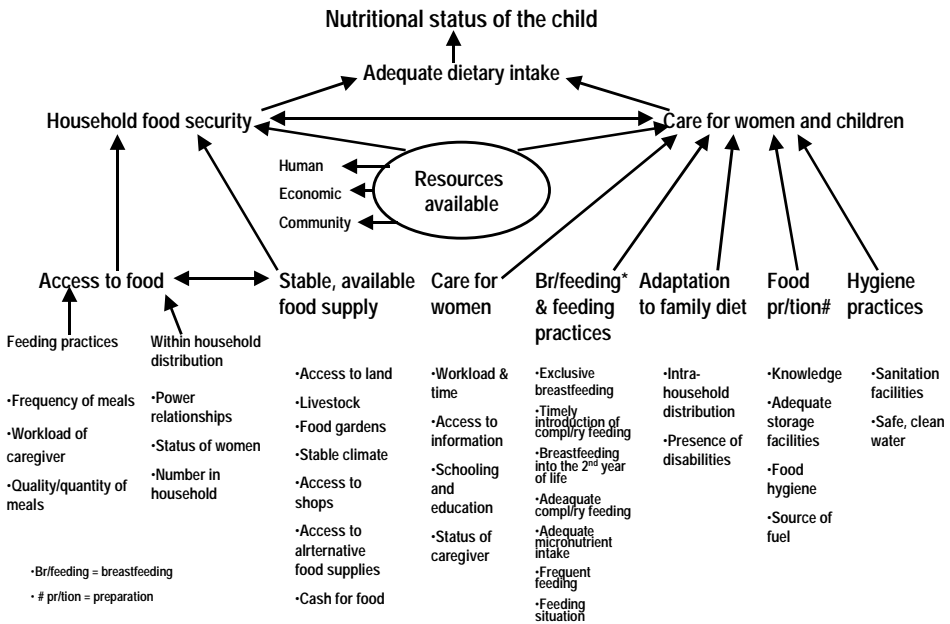 Nutritional status of the child
Adequate dietary intake
Household food security
Care for women and children
Human
Economic
Community
Resources
available
Access to food
Feeding practices
•Frequency of meals
•Workload of
caregiver
•Quality/quantity of
meals
Within household
distribution
•Power
relationships
•Status of women
•Number in
household
Stable, available
food supply
•Access to land
•Livestock
•Food gardens
•Stable climate
•Access to
shops
•Access to
alrternative
food supplies
•Cash for food
Care for
women
•Workload &
time
•Access to
information
•Schooling
and
education
•Status of
caregiver
Br/feeding*
& feeding
practices
•Exclusive
breastfeeding
•Timely
introduction of
compl/ry feeding
•Breastfeeding
into the 2nd year
of life
•Adeaquate
compl/ry feeding
•Adequate
micronutrient
intake
•Frequent
feeding
•Feeding
situation
Adaptation
to family diet
•Intra-
household
distribution
•Presence of
disabilities
Food
pr/tion#
•Knowledge
•Adequate
storage
facilities
•Food
hygiene
•Source of
fuel
Hygiene
practices
•Sanitation
facilities
•Safe, clean
water
•Br/feeding = breastfeeding
• # pr/tion = preparation